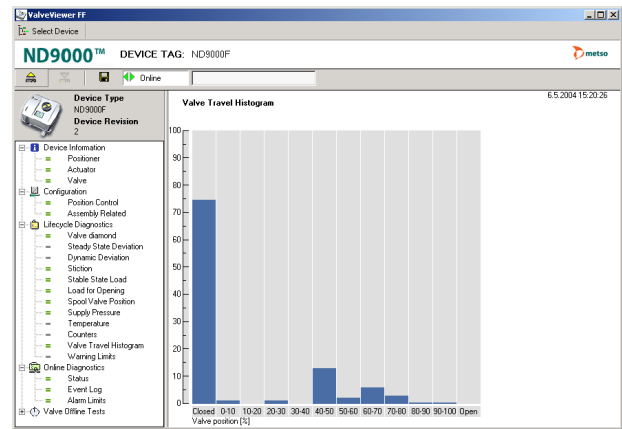 ValveViewer FF
Select Device
ND9000™ DEVICE TAG: ND9000F
metso
Online
6.5.2004 15:20:26
Device Type
ND9000F
Device Revision
2
Device Information
Positioner
Actuator
Valve
Configuration
Position Control
Assembly Related
Lifecycle Diagnostics
Valve diamond
Steady State Deviation
Dynamic Deviation
Stiction
Stable State Load
Load for Opening
Spool Valve Position
Supply Pressure
Temperature
Counters
Valve Travel Histogram
Warning Limits
Online Diagnostics
Status
Event Log
Alarm Limits
Valve Offline Tests
Valve Travel Histogram
100
90
80
70
60
50
40
30
20
10
0
Closed 0-10 10-20 20-30 30-40 40-50 50-60 60-70 70-80 80-90 90-100 Open
Valve position [%]